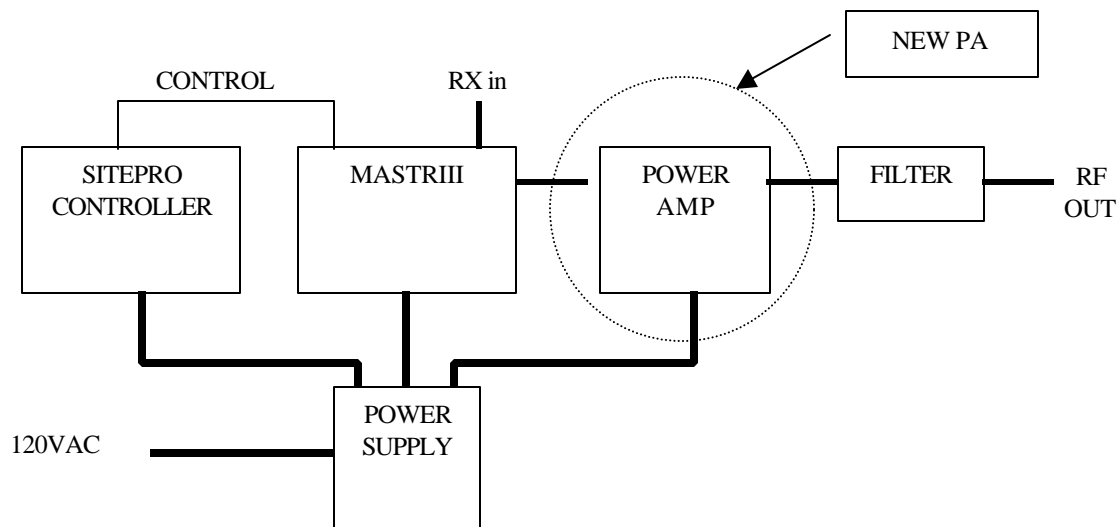 NEW PA
CONTROL
RX in
SITEPRO
CONTROLLER
MASTRIII
POWER
AMP
FILTER
RF
OUT
POWER
SUPPLY
120VAC